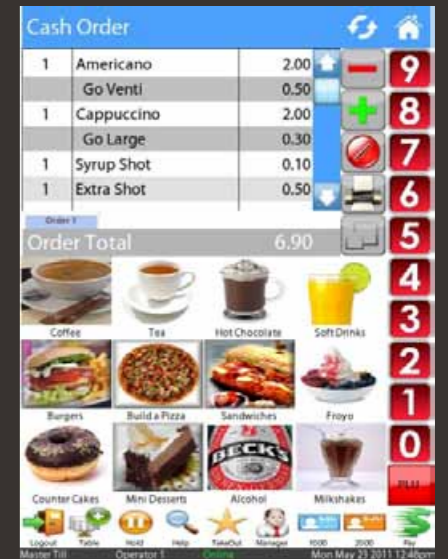 Cash Order
1 Americano 2.00
Go Venti 0.50
1 Cappuccino 2.00
Go Large 0.30
1 Syrup Shot 0.10
1 Extra Shot 0.50
Order 1
Order Total 6.90
9
8
7
6
5
4
3
2
1
0
PLU
Coffee Tea Hot Chocolate Soft Drinks
Burgers Build a Pizza Sandwiches Froyo
BECK'S
Counter Cakes Mini Desserts Alcohol Milkshakes
Logout Table Hold Help TakeOut Manager 1000 2000 Pay
Master Till Operator 1 Online Mon May 23 2011 12:48pm